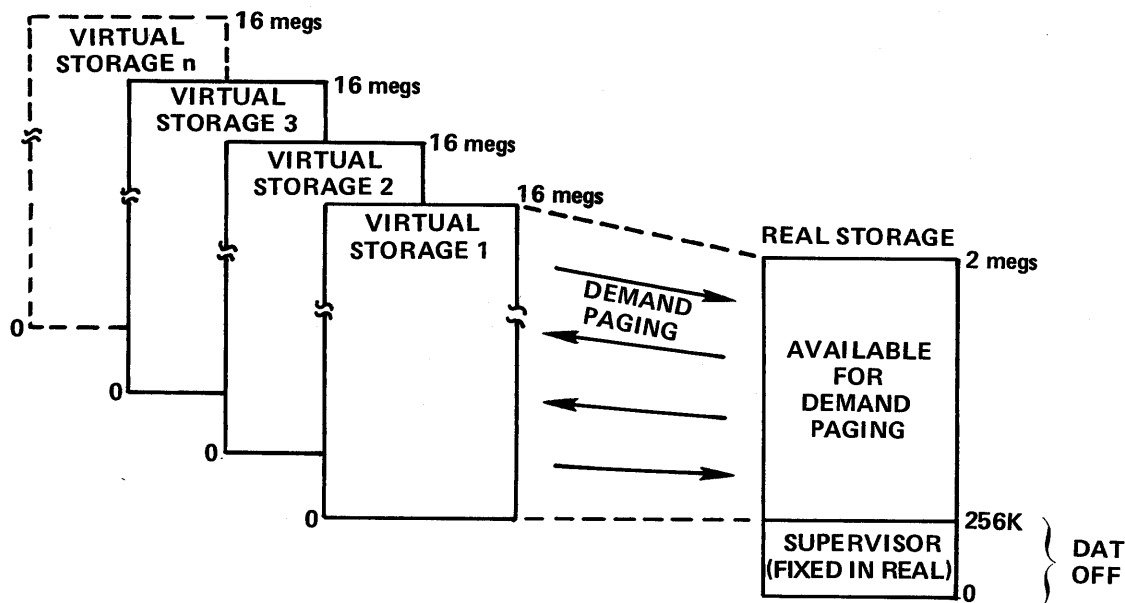 16 megs
VIRTUAL
STORAGE n
16 megs
VIRTUAL
STORAGE 3
16 megs
VIRTUAL
STORAGE 2
16 megs
VIRTUAL
STORAGE 1
0
0
0
0
DEMAND
PAGING
REAL STORAGE
2 megs
AVAILABLE
FOR
DEMAND
PAGING
256K
SUPERVISOR
(FIXED IN REAL)
0
DAT
OFF